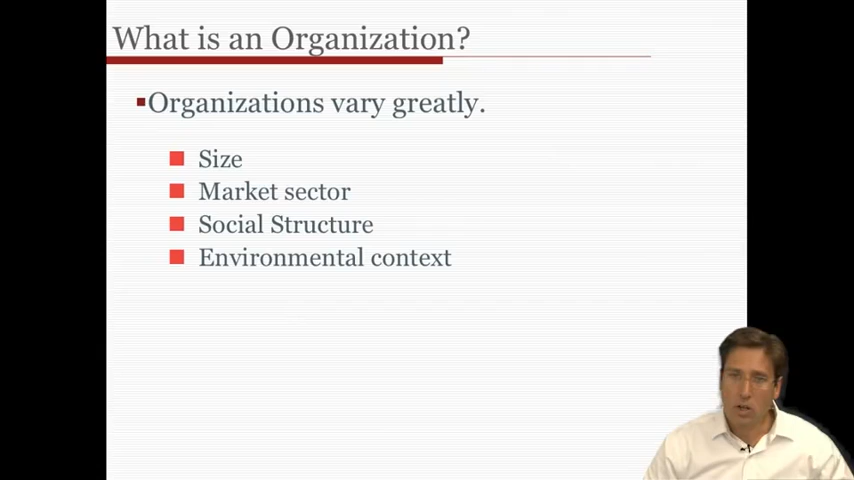 What is an Organization?
Organizations vary greatly.
Size
Market sector
Social Structure
Environmental context